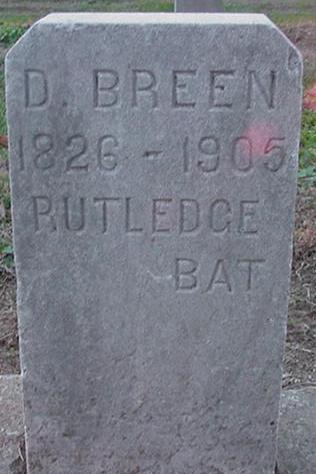 D. BREEN
1826 - 1905
RUTLEDGE
BAT